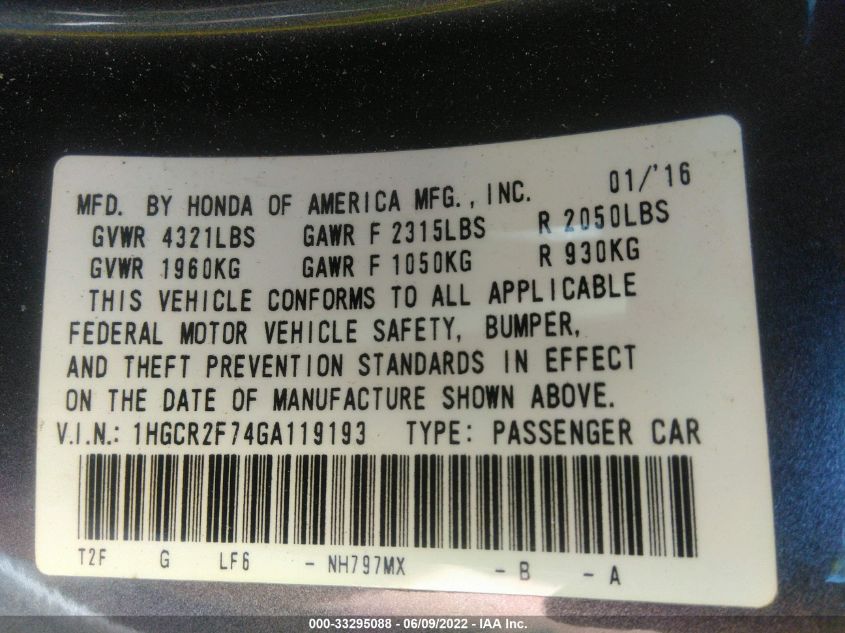 MFD. BY HONDA OF AMERICA MFG., INC. 01/'16
GVWR 4321LBS GAWR F 2315LBS R 2050LBS
GVWR 1960KG GAWR F 1050KG R 930KG
THIS VEHICLE CONFORMS TO ALL APPLICABLE
FEDERAL MOTOR VEHICLE SAFETY, BUMPER,
AND THEFT PREVENTION STANDARDS IN EFFECT
ON THE DATE OF MANUFACTURE SHOWN ABOVE.
V.I.N.: 1HGCR2F74GA119193 TYPE: PASSENGER CAR
T2F G LF6 - NH797MX - B - A
000-33295088 - 06/09/2022 - IAA Inc.